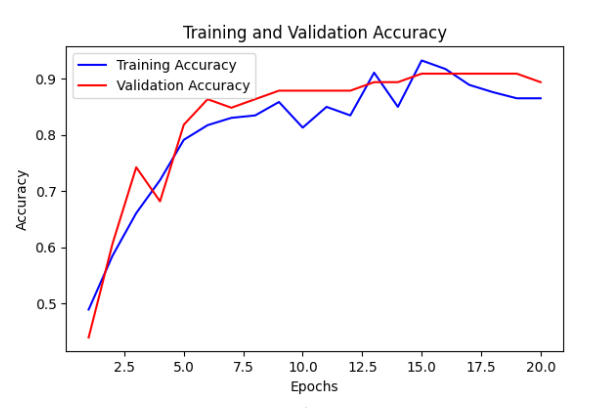 Training and Validation Accuracy
Training Accuracy
Validation Accuracy
0.9
0.8
0.7
0.6
0.5
Accuracy
2.5 5.0 7.5 10.0 12.5 15.0 17.5 20.0
Epochs